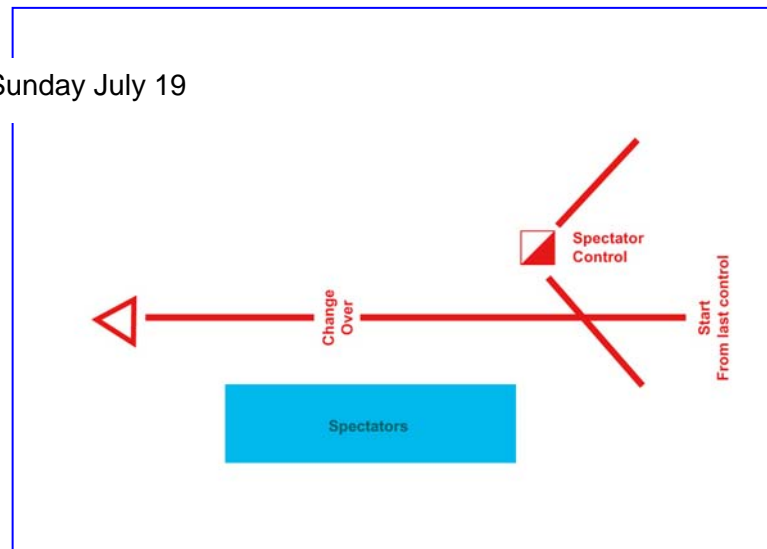 Sunday July 19
Spectator
Control
Change
Over
Start
From last control
Spectators